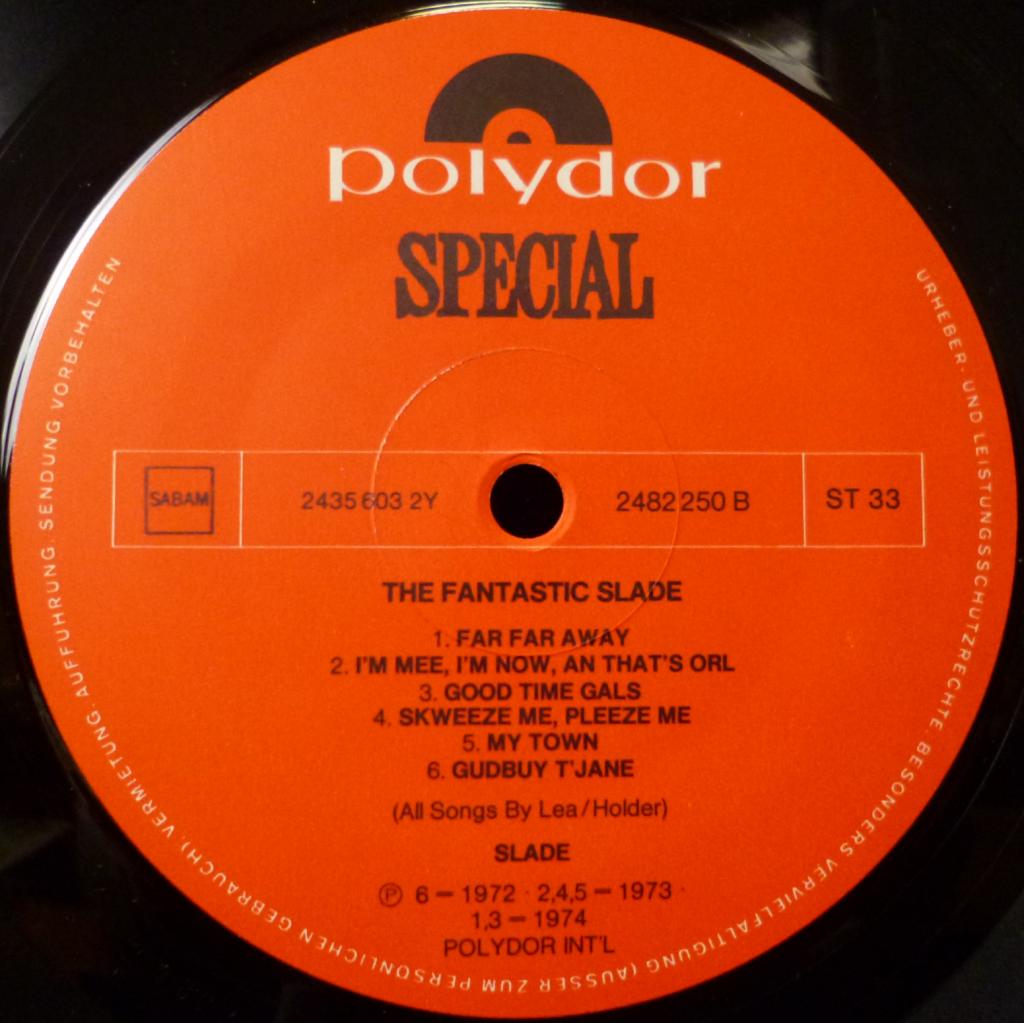 polydor
SPECIAL
SABAM
2435 603 2Y
2482 250 B
ST 33
THE FANTASTIC SLADE
1. FAR FAR AWAY
2. I'M MEE, I'M NOW, AN THAT'S ORL
3. GOOD TIME GALS
4. SKWEEZE ME, PLEEZE ME
5. MY TOWN
6. GUDBUY T'JANE
(All Songs By Lea/Holder)
SLADE
℗ 6 – 1972 · 2,4,5 – 1973 ·
1,3 – 1974
POLYDOR INT'L
URHEBER- UND LEISTUNGSSCHUTZRECHTE, BESONDERS VERVIELFÄLTIGUNG (AUSSER ZUM PERSÖNLICHEN GEBRAUCH), VERMIETUNG, AUFFÜHRUNG, SENDUNG VORBEHALTEN